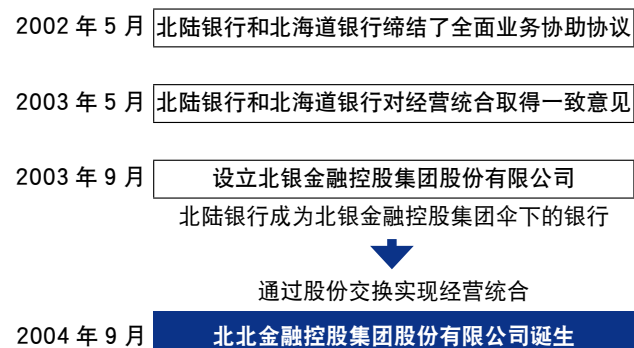 2002 年 5 月 北陆银行和北海道银行缔结了全面业务协助协议
2003 年 5 月 北陆银行和北海道银行对经营统合取得一致意见
2003 年 9 月 设立北银金融控股集团股份有限公司
北陆银行成为北银金融控股集团伞下的银行
通过股份交换实现经营统合
2004 年 9 月 北北金融控股集团股份有限公司诞生